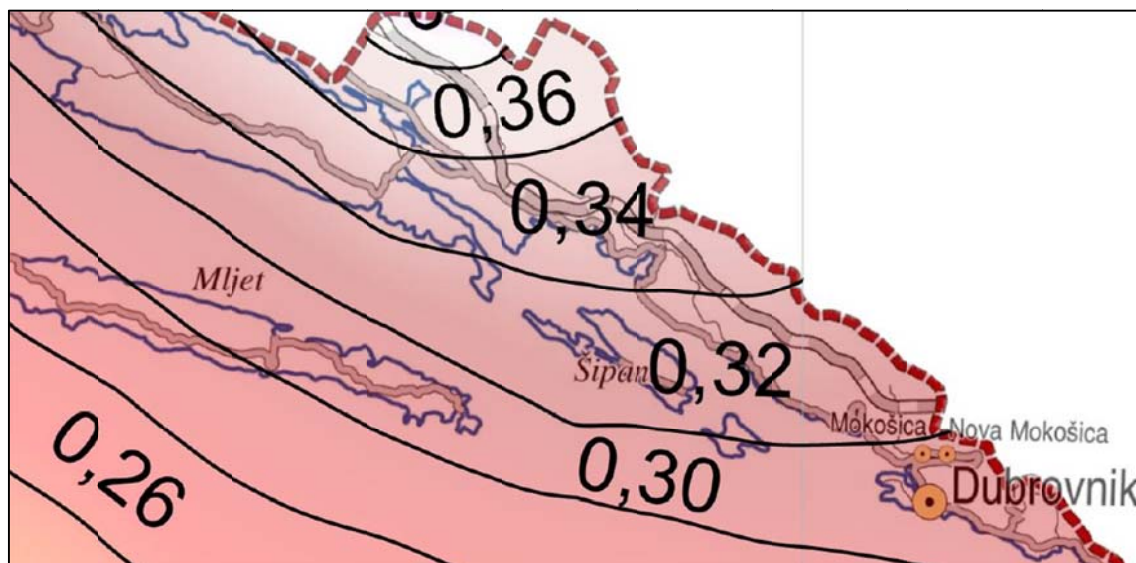 0,36
0,34
Mljet
Šipan
0,32
Mokošica
Nova Mokošica
0,26
0,30
Dubrovnik